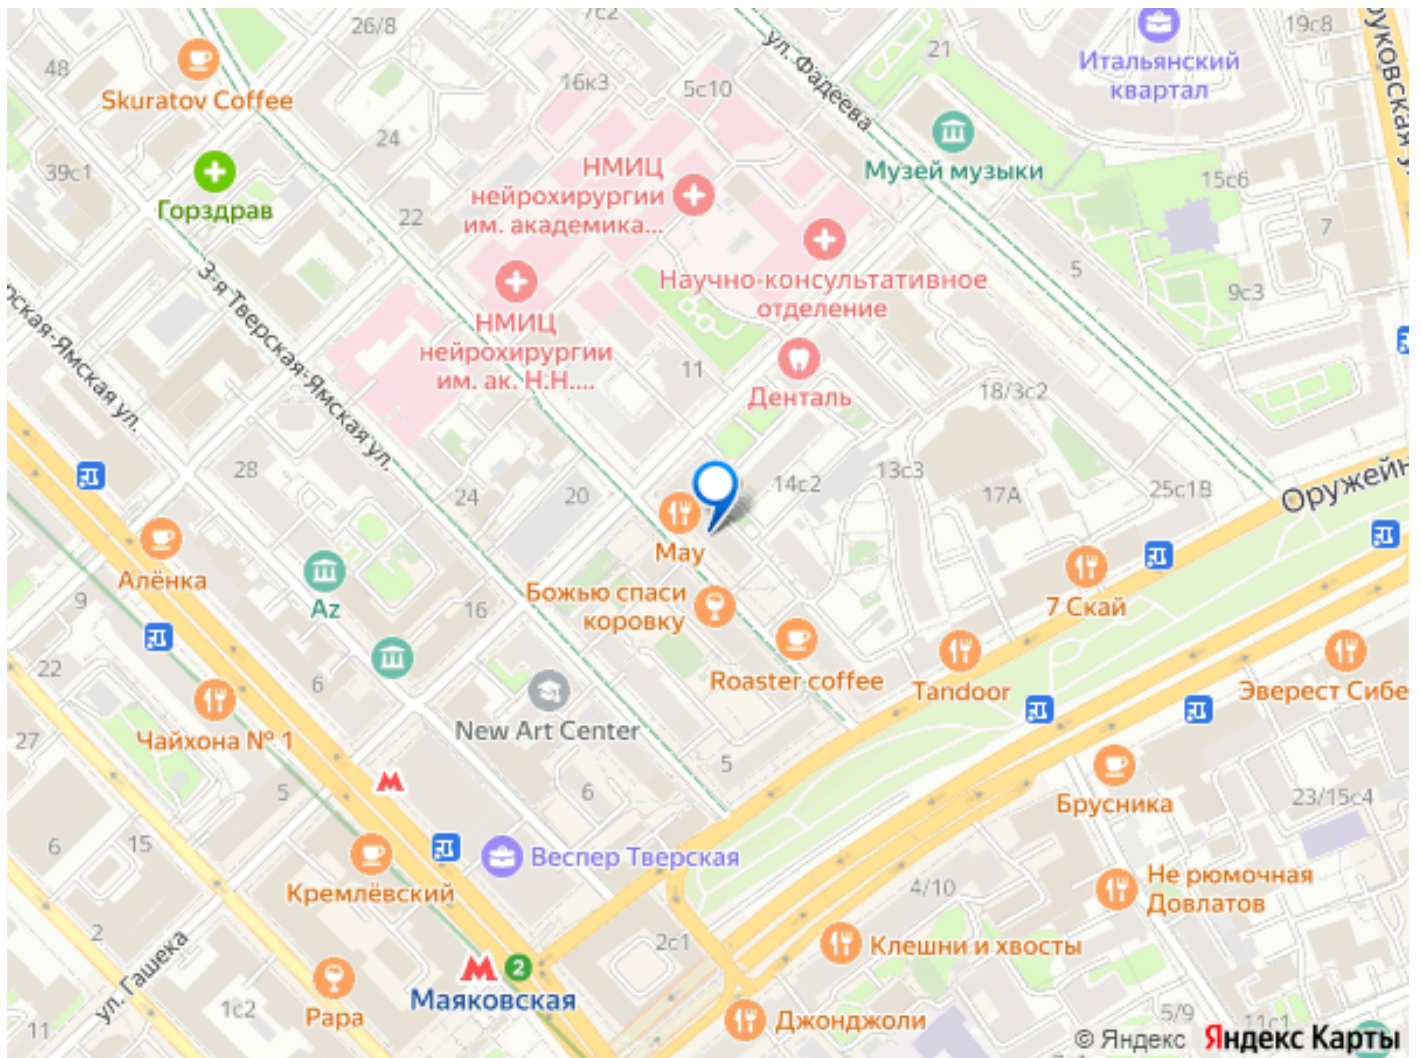 26/8
7с2
19с8
48
Skuratov Coffee
16к3
5с10
ул. Фадеева
21
Итальянский
квартал
24
39с1
Горздрав
22
НМИЦ
нейрохирургии
им. академика...
Музей музыки
15с6
7
5
9с3
Научно-консультативное
отделение
3-я Тверская-Ямская ул.
НМИЦ
нейрохирургии
им. ак. Н.Н....
11
Денталь
18/3с2
28
24
20
14с2
13с3
17А
25с1В
Алёнка
Az
May
Божью спаси
коровку
7 Скай
9
16
22
6
Roaster coffee
Tandoor
Эверест Сибе
27
Чайхона № 1
New Art Center
5
5
6
Брусника
23/15с4
6
15
Кремлёвский
Веспер Тверская
4/10
Не рюмочная
Довлатов
2
ул. Гашека
2с1
Клешни и хвосты
2
Маяковская
1с2
Papa
11
Джонджоли
5/9
11с1
© Яндекс Яндекс Карты